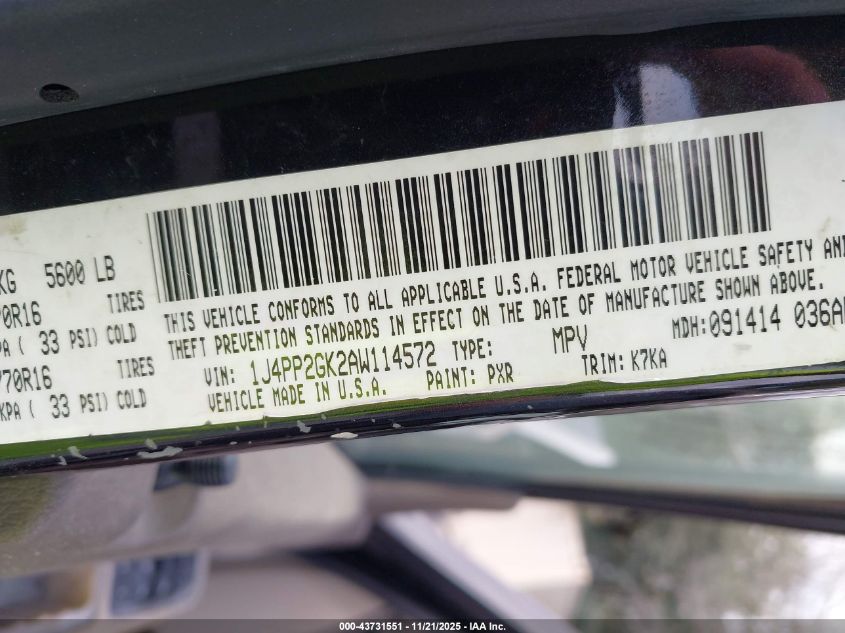 KG 5600 LB
70R16 TIRES
KPA ( 33 PSI) COLD
/70R16 TIRES
KPA ( 33 PSI) COLD
THIS VEHICLE CONFORMS TO ALL APPLICABLE U.S.A. FEDERAL MOTOR VEHICLE SAFETY AND
THEFT PREVENTION STANDARDS IN EFFECT ON THE DATE OF MANUFACTURE SHOWN ABOVE.
VIN: 1J4PP2GK2AW114572 TYPE: MPV MDH:091414 036A
VEHICLE MADE IN U.S.A. PAINT: PXR TRIM: K7KA
000-43731551 — 11/21/2025 — IAA Inc.